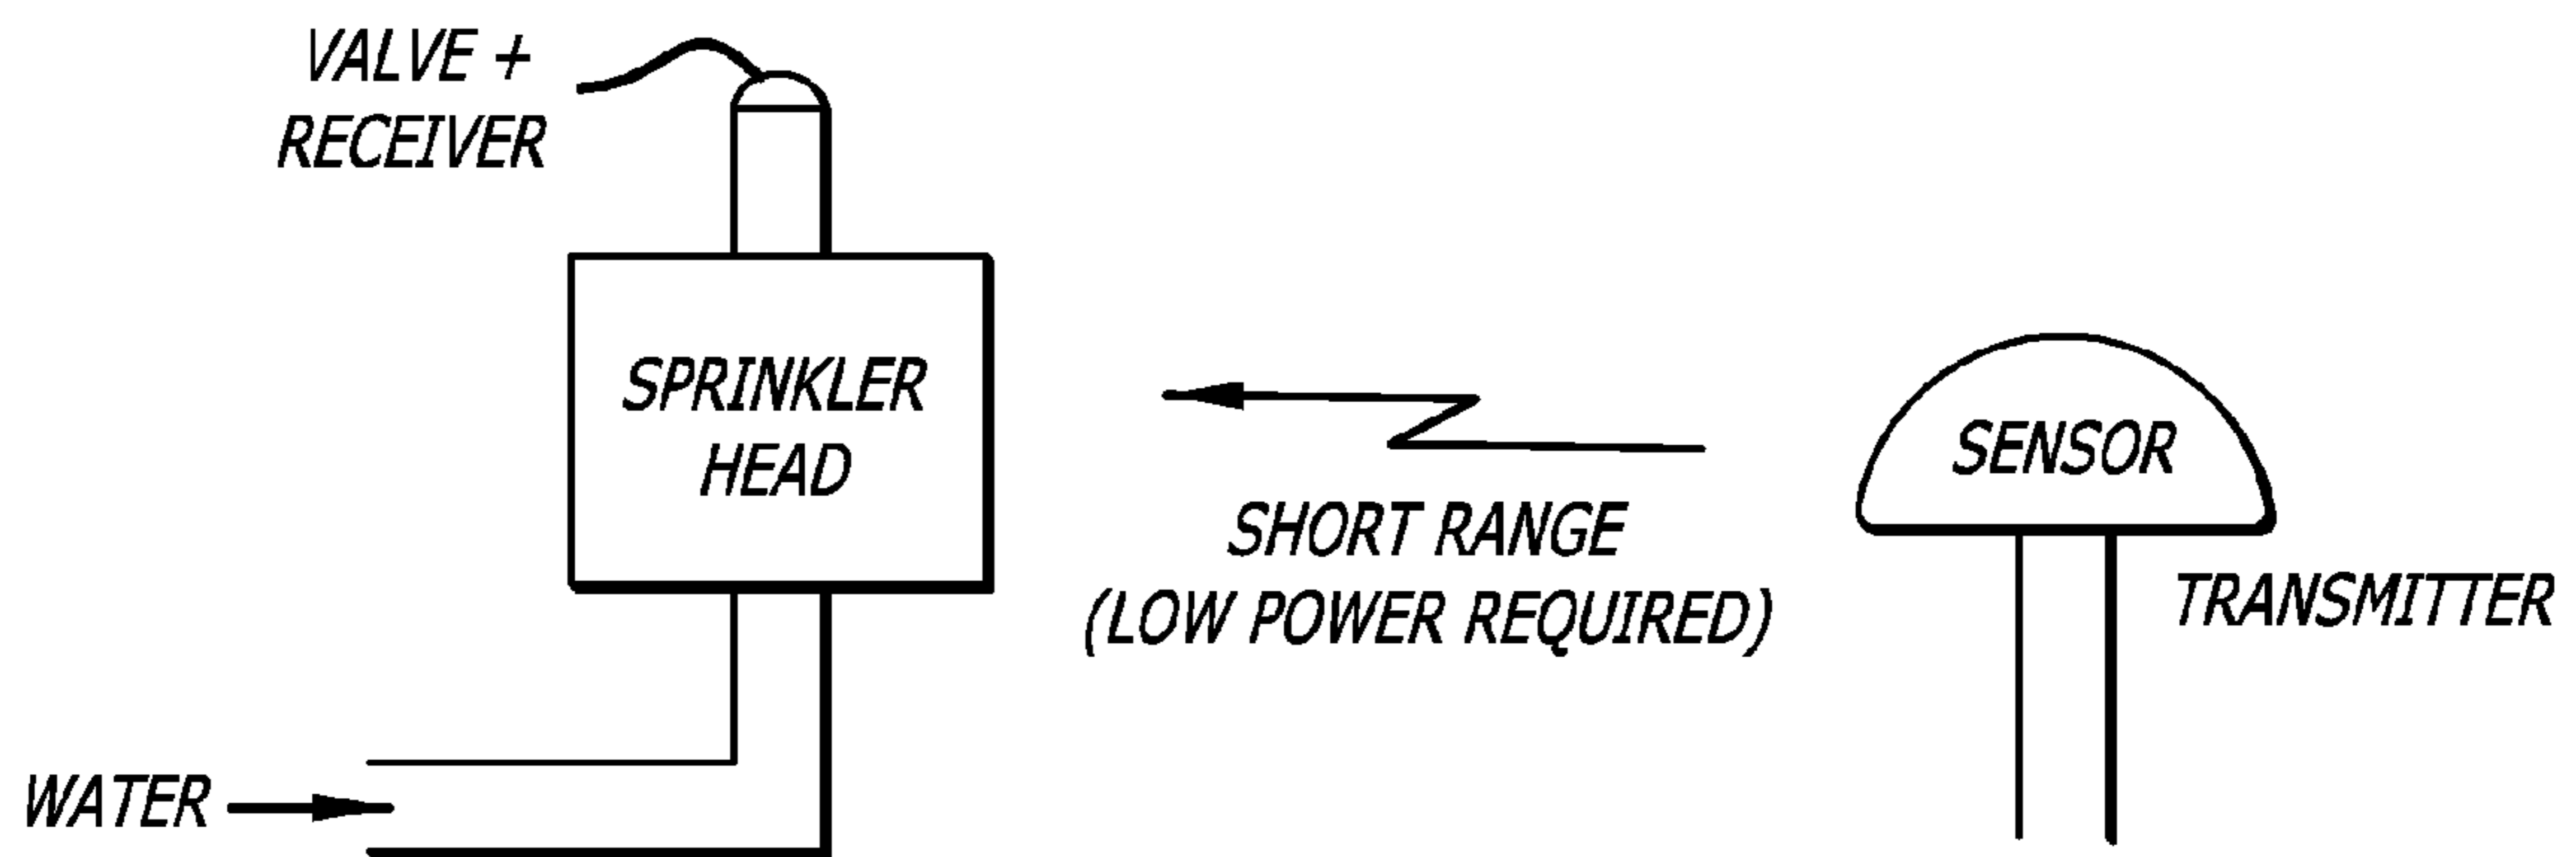 VALVE +
RECEIVER
SPRINKLER
HEAD
SENSOR
SHORT RANGE
(LOW POWER REQUIRED)
TRANSMITTER
WATER